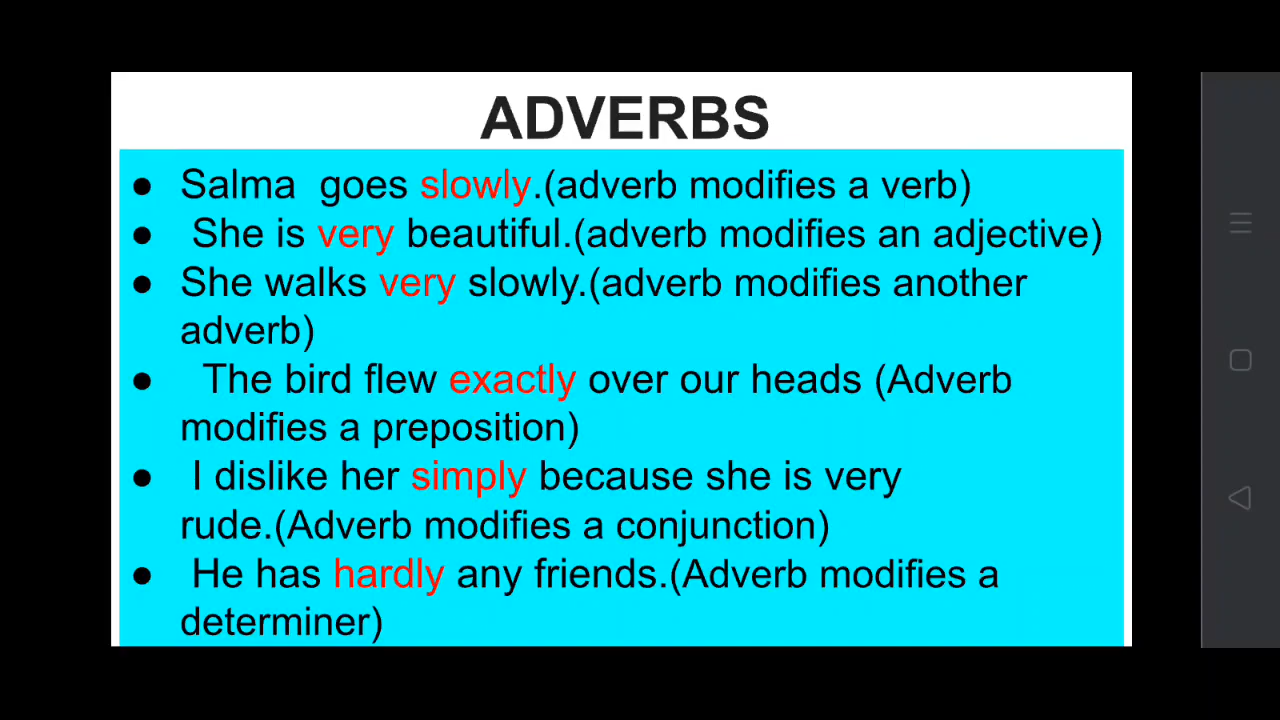 ADVERBS
● Salma  goes slowly.(adverb modifies a verb)
● She is very beautiful.(adverb modifies an adjective)
● She walks very slowly.(adverb modifies another
adverb)
● The bird flew exactly over our heads (Adverb
modifies a preposition)
● I dislike her simply because she is very
rude.(Adverb modifies a conjunction)
● He has hardly any friends.(Adverb modifies a
determiner)